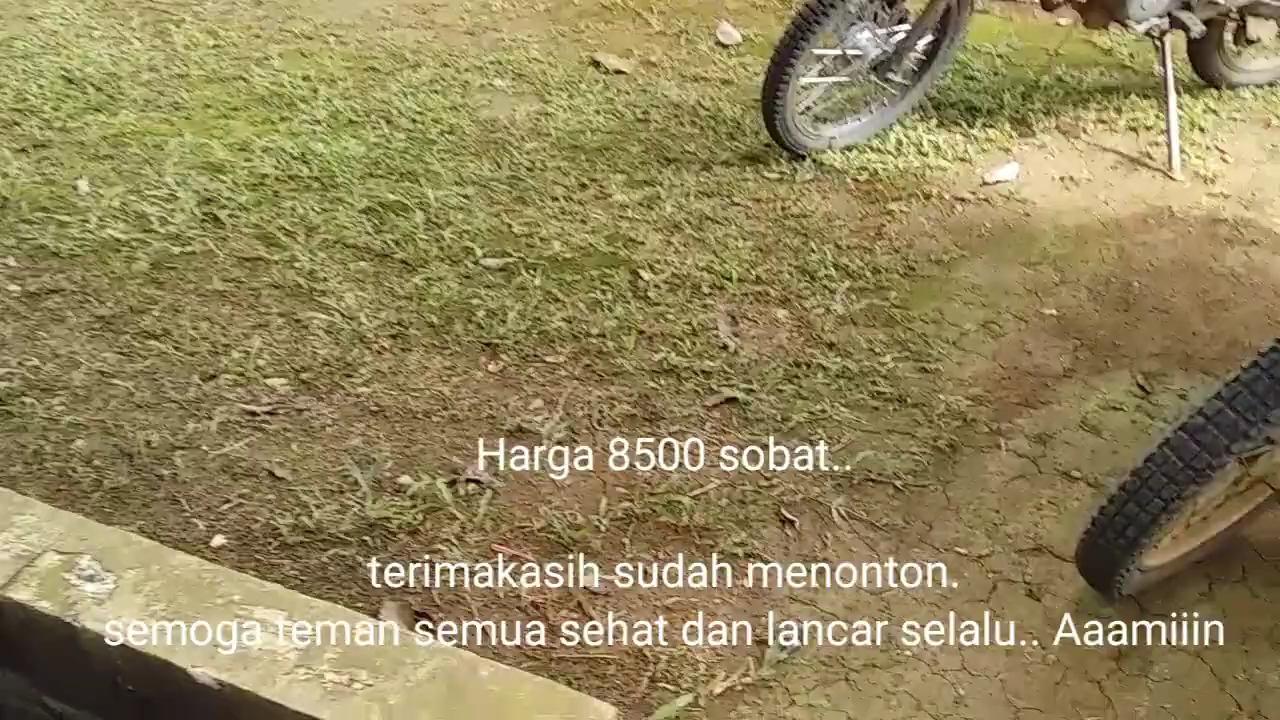 Harga 8500 sobat..
terimakasih sudah menonton.
semoga teman semua sehat dan lancar selalu.. Aaamiiin